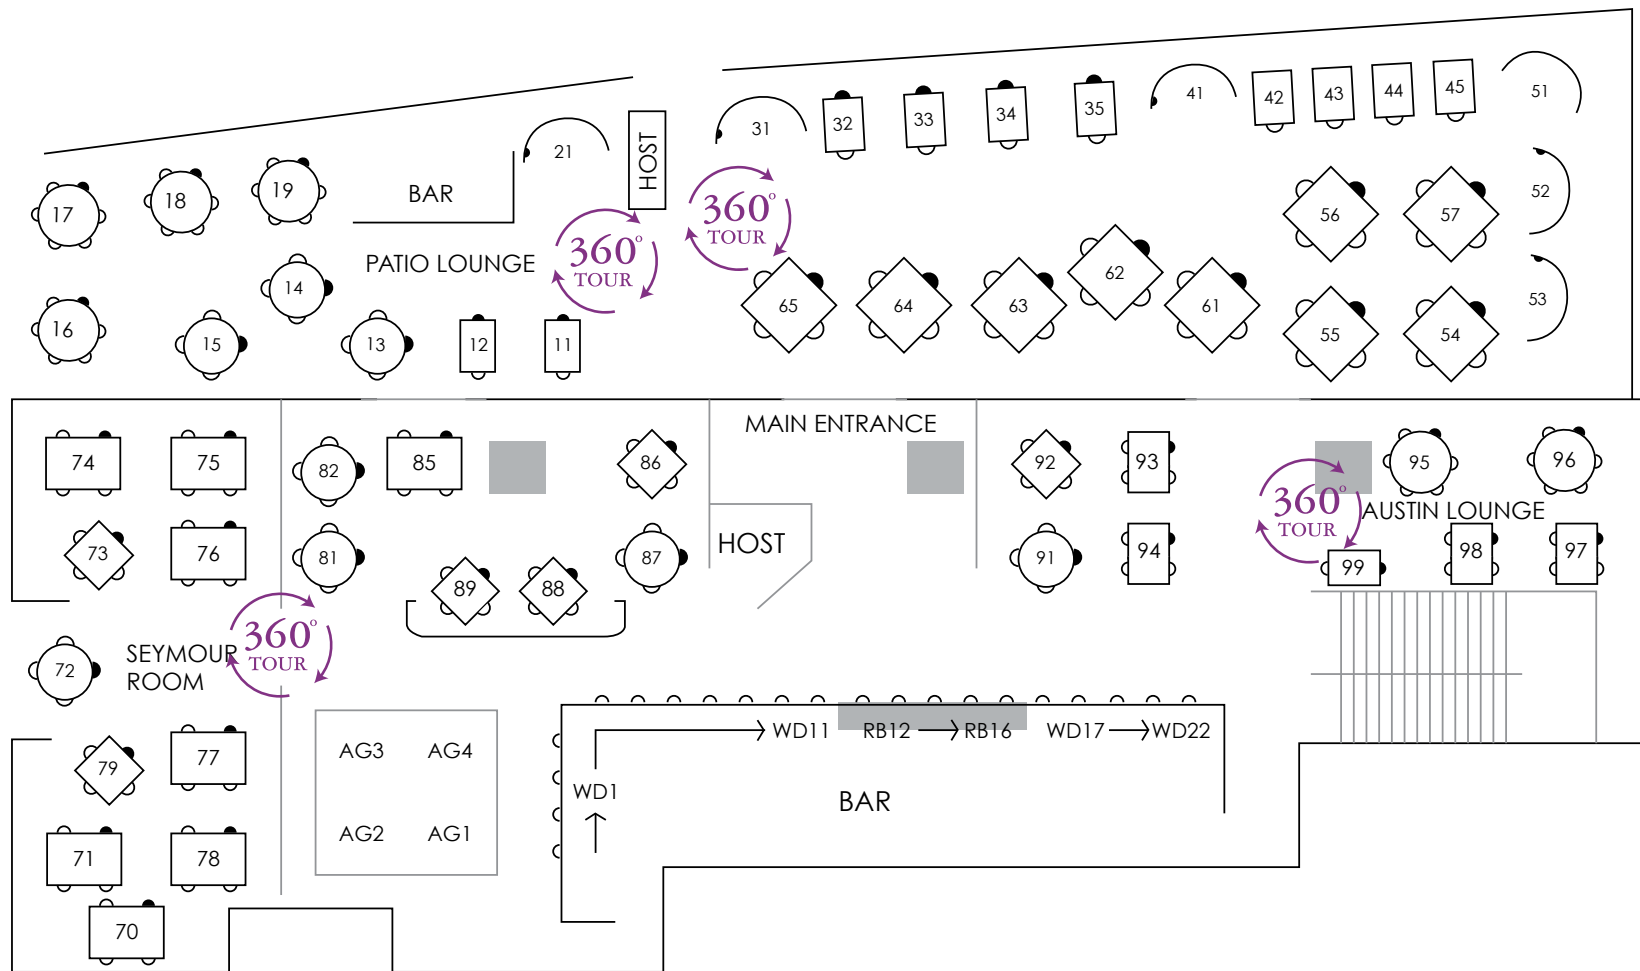 51
45
44
43
42
41
35
34
33
32
31
21
HOST
19
18
17
BAR
52
56
57
360° TOUR
360° TOUR
PATIO LOUNGE
14
62
53
65
64
63
61
16
15
13
12
11
55
54
MAIN ENTRANCE
74
75
82
85
86
92
93
95
96
360° TOUR
AUSTIN LOUNGE
73
76
81
87
HOST
91
94
98
97
99
89
88
360° TOUR
SEYMOUR
ROOM
72
79
77
AG3
AG4
WD11
RB12
RB16
WD17
WD22
WD1
BAR
AG2
AG1
71
78
70